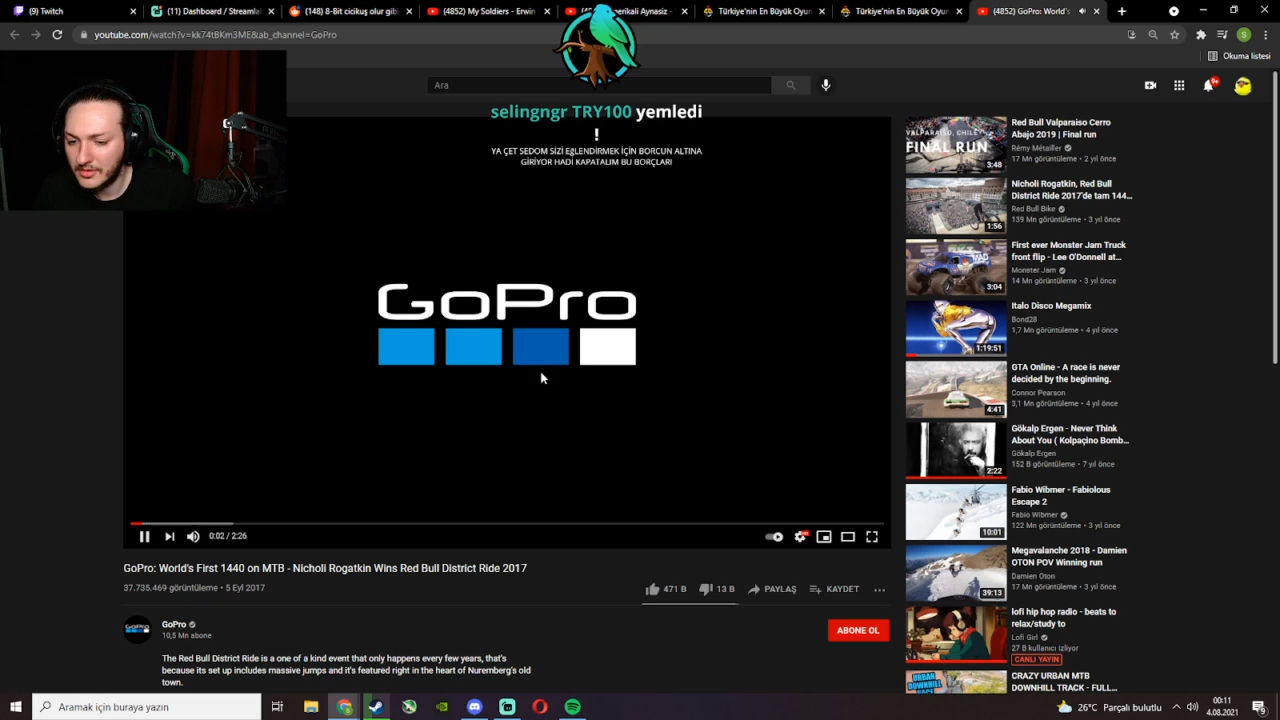 (9) Twitch
(11) Dashboard / Streamlal
(148) 8-Bit cicikuş olur gibi
(4852) My Soldiers - Erwin
erikali Aynasiz -
Türkiye'nin En Büyük Oyun
Türkiye'nin En Büyük Oyun
(4852) GoPro: World's
youtube.com/watch?v=kk74tBKm3ME&ab_channel=GoPro
Okuma listesi
Ara
9+
selingngr TRY100 yemledi
!
YA ÇET SEDOM SİZİ EğLENDİRMEK İÇİN BORCUN ALTINA
GİRİYOR HADİ KAPATALIM BU BORÇLARI
GoPro
0:02 / 2:26
GoPro: World's First 1440 on MTB - Nicholi Rogatkin Wins Red Bull District Ride 2017
37.735.469 görüntüleme • 5 Eyl 2017
471 B
13 B
PAYLAŞ
KAYDET
GoPro
10,5 Mn abone
ABONE OL
The Red Bull District Ride is a one of a kind event that only happens every few years, that's
because its set up includes massive jumps and it's featured right in the heart of Nuremberg's old
town.
VALPARAISO, CHILE
FINAL RUN
3:48
Red Bull Valparaiso Cerro
Abajo 2019 | Final run
Rémy Métailler
17 Mn görüntüleme • 2 yıl önce
1:56
Nicholi Rogatkin, Red Bull
District Ride 2017'de tam 144...
Red Bull Bike
139 Mn görüntüleme • 3 yıl önce
3:04
First ever Monster Jam Truck
front flip - Lee O'Donnell at...
Monster Jam
14 Mn görüntüleme • 3 yıl önce
1:19:51
Italo Disco Megamix
Bond28
1,7 Mn görüntüleme • 4 yıl önce
4:41
GTA Online - A race is never
decided by the beginning.
Connor Pearson
3,1 Mn görüntüleme • 4 yıl önce
2:22
Gökalp Ergen - Never Think
About You ( Kolpaçino Bomb...
Gökalp Ergen
152 B görüntüleme • 7 yıl önce
10:01
Fabio Wibmer - Fabiolous
Escape 2
Fabio Wibmer
122 Mn görüntüleme • 3 yıl önce
39:13
Megavalanche 2018 - Damien
OTON POV Winning run
Damien Oton
17 Mn görüntüleme • 3 yıl önce
lofi hip hop radio - beats to
relax/study to
Lofi Girl
27 B kullanıcı izliyor
CANLI YAYIN
URBAN
DOWNHILL
RACE
CRAZY URBAN MTB
DOWNHILL TRACK - FULL...
Aramak için buraya yazın
26°C Parçalı bulutlu
00:11
4.08.2021